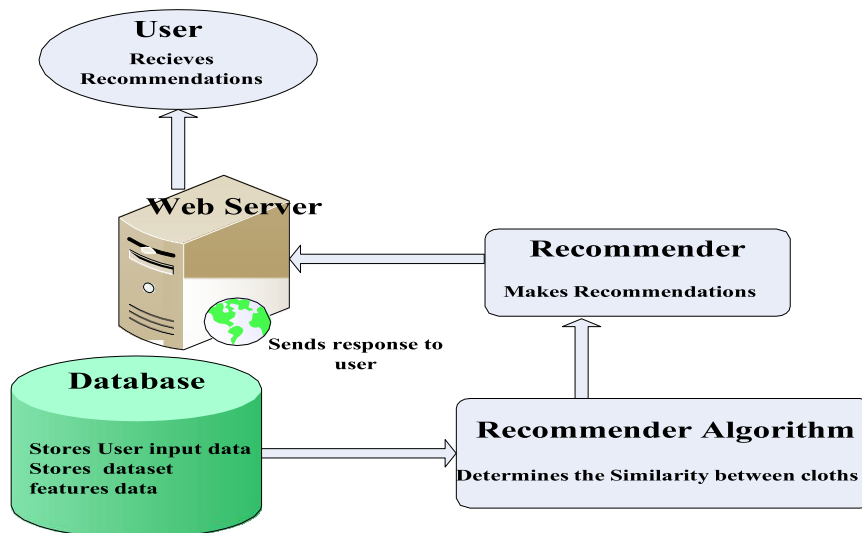 User
Recieves
Recommendations
Web Server
Recommender
Makes Recommendations
Sends response to
user
Database
Stores User input data
Stores dataset
features data
Recommender Algorithm
Determines the Similarity between cloths